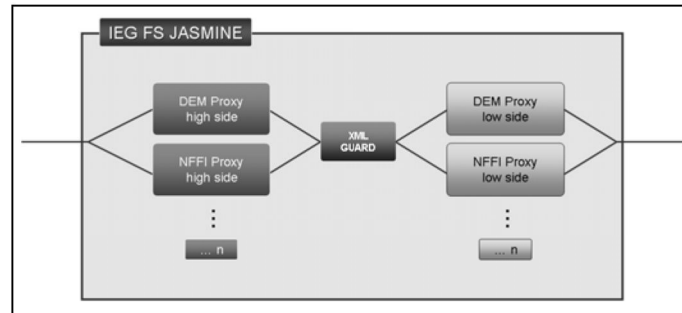 IEG FS JASMINE
DEM Proxy
high side
NFFI Proxy
high side
... n
XML
GUARD
DEM Proxy
low side
NFFI Proxy
low side
... n